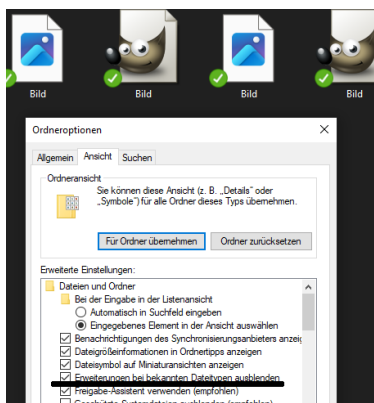 Bild Bild Bild Bild
Ordneroptionen
Allgemein Ansicht Suchen
Ordneransicht
Sie können diese Ansicht (z. B. „Details" oder
„Symbole") für alle Ordner dieses Typs übernehmen.
Für Ordner übernehmen Ordner zurücksetzen
Erweiterte Einstellungen:
Dateien und Ordner
Bei der Eingabe in der Listenansicht
Automatisch in Suchfeld eingeben
Eingegebenes Element in der Ansicht auswählen
Benachrichtigungen des Synchronisierungsanbieters
Dateigrößeinformationen in Ordnertipps anzeigen
Dateisymbol auf Miniaturansichten anzeigen
Erweiterungen bei bekannten Dateitypen ausblenden
Freigabe-Assistent verwenden (empfohlen)